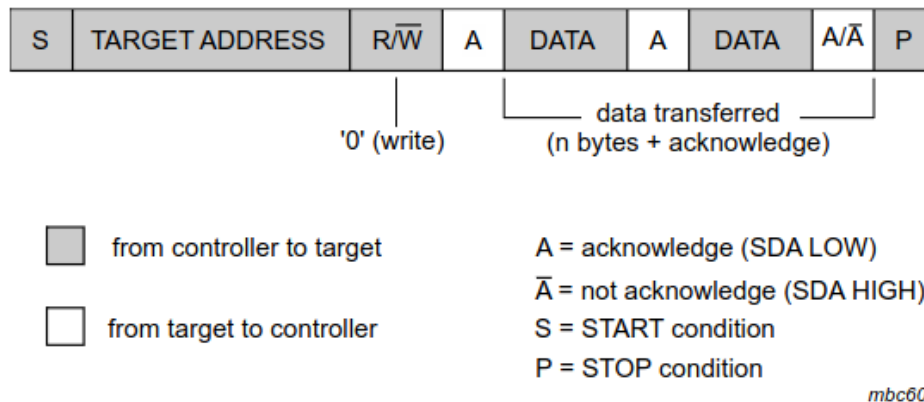 S TARGET ADDRESS R/W̅ A DATA A DATA A/A̅ P
'0' (write)
data transferred
(n bytes + acknowledge)
from controller to target
from target to controller
A = acknowledge (SDA LOW)
A̅ = not acknowledge (SDA HIGH)
S = START condition
P = STOP condition
mbc60